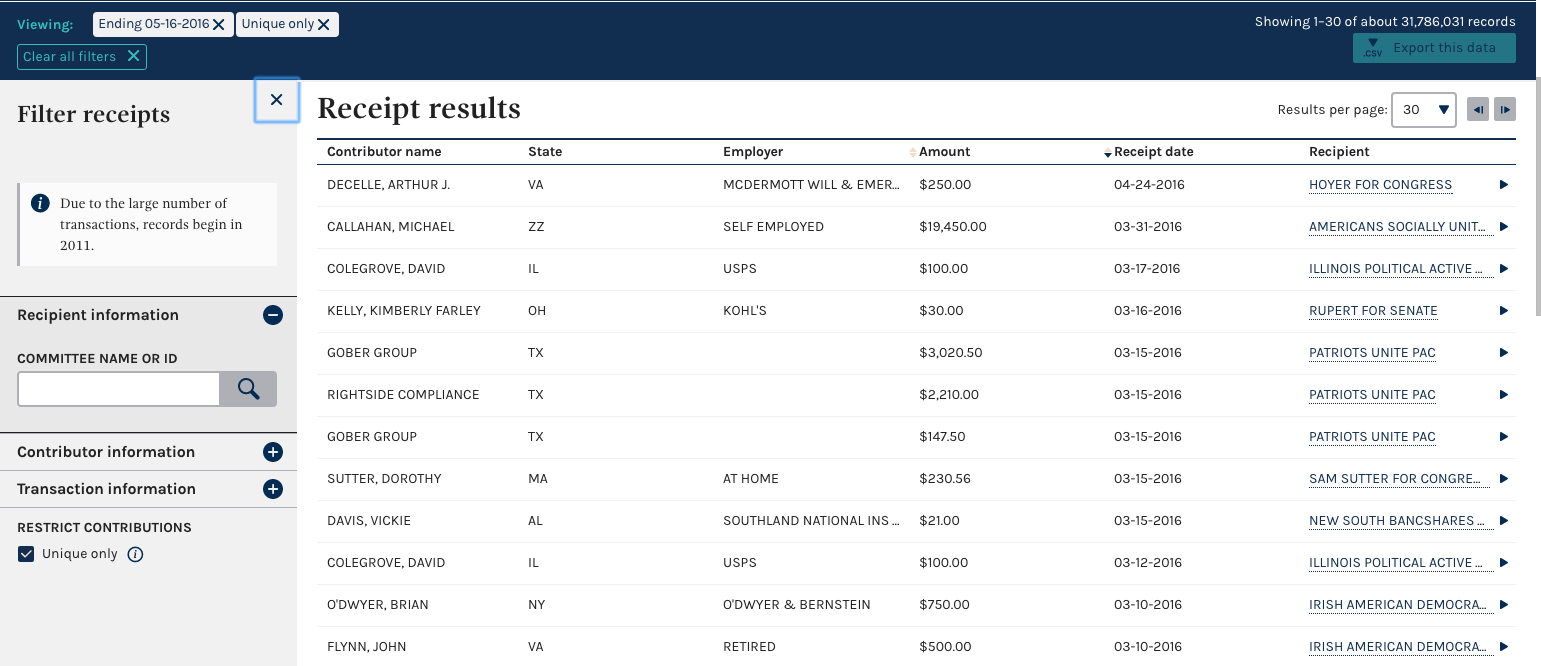 Viewing: Ending 05-16-2016 Unique only Showing 1–30 of about 31,786,031 records
Clear all filters .CSV Export this data
Filter receipts
Due to the large number of
transactions, records begin in
2011.
Recipient information
COMMITTEE NAME OR ID
Contributor information
Transaction information
RESTRICT CONTRIBUTIONS
Unique only
Receipt results Results per page: 30
Contributor name State Employer Amount Receipt date Recipient
DECELLE, ARTHUR J. VA MCDERMOTT WILL & EMER... $250.00 04-24-2016 HOYER FOR CONGRESS
CALLAHAN, MICHAEL ZZ SELF EMPLOYED $19,450.00 03-31-2016 AMERICANS SOCIALLY UNIT...
COLEGROVE, DAVID IL USPS $100.00 03-17-2016 ILLINOIS POLITICAL ACTIVE ...
KELLY, KIMBERLY FARLEY OH KOHL'S $30.00 03-16-2016 RUPERT FOR SENATE
GOBER GROUP TX $3,020.50 03-15-2016 PATRIOTS UNITE PAC
RIGHTSIDE COMPLIANCE TX $2,210.00 03-15-2016 PATRIOTS UNITE PAC
GOBER GROUP TX $147.50 03-15-2016 PATRIOTS UNITE PAC
SUTTER, DOROTHY MA AT HOME $230.56 03-15-2016 SAM SUTTER FOR CONGRE...
DAVIS, VICKIE AL SOUTHLAND NATIONAL INS ... $21.00 03-15-2016 NEW SOUTH BANCSHARES ...
COLEGROVE, DAVID IL USPS $100.00 03-12-2016 ILLINOIS POLITICAL ACTIVE ...
O'DWYER, BRIAN NY O'DWYER & BERNSTEIN $750.00 03-10-2016 IRISH AMERICAN DEMOCRA...
FLYNN, JOHN VA RETIRED $500.00 03-10-2016 IRISH AMERICAN DEMOCRA...